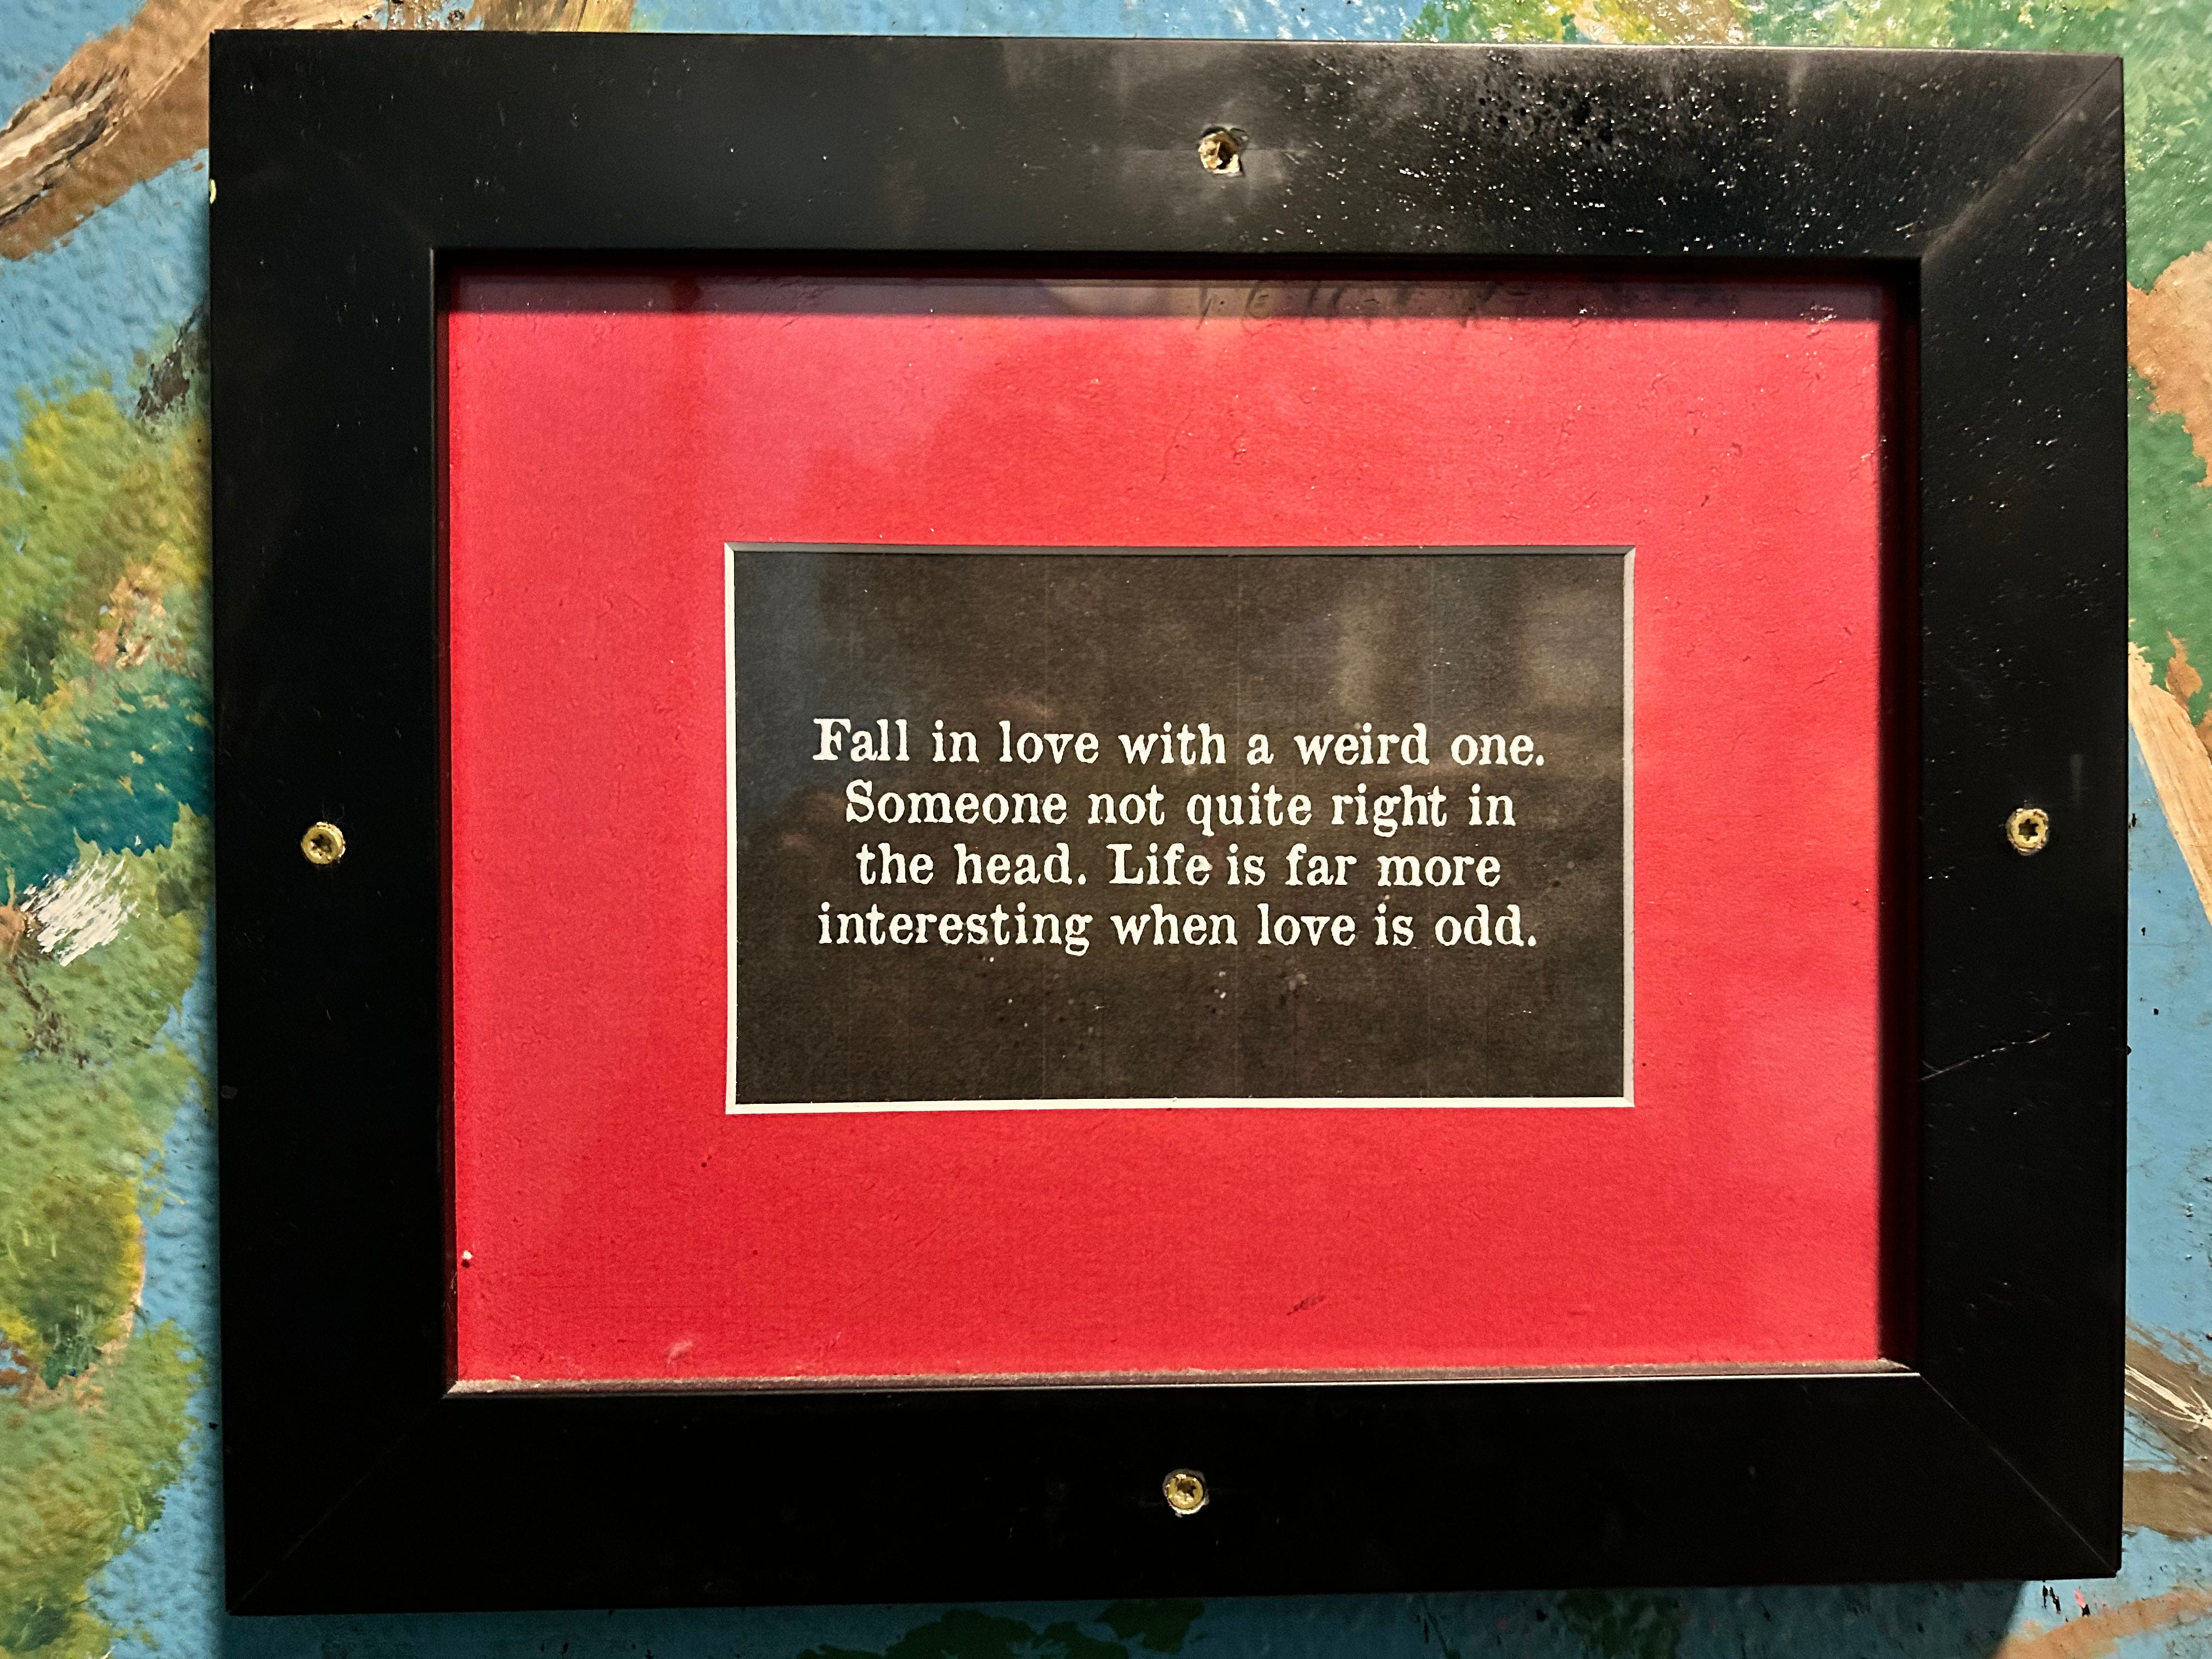 Fall in love with a weird one.
Someone not quite right in
the head. Life is far more
interesting when love is odd.